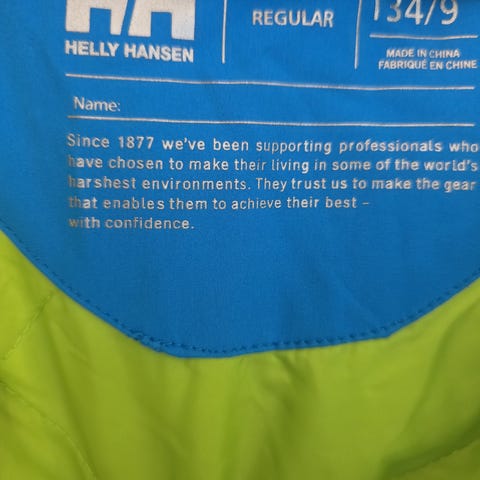 HH
HELLY HANSEN
REGULAR
134/9
MADE IN CHINA
FABRIQUÉ EN CHINE
Name:
Since 1877 we've been supporting professionals who
have chosen to make their living in some of the world's
harshest environments. They trust us to make the gear
that enables them to achieve their best –
with confidence.